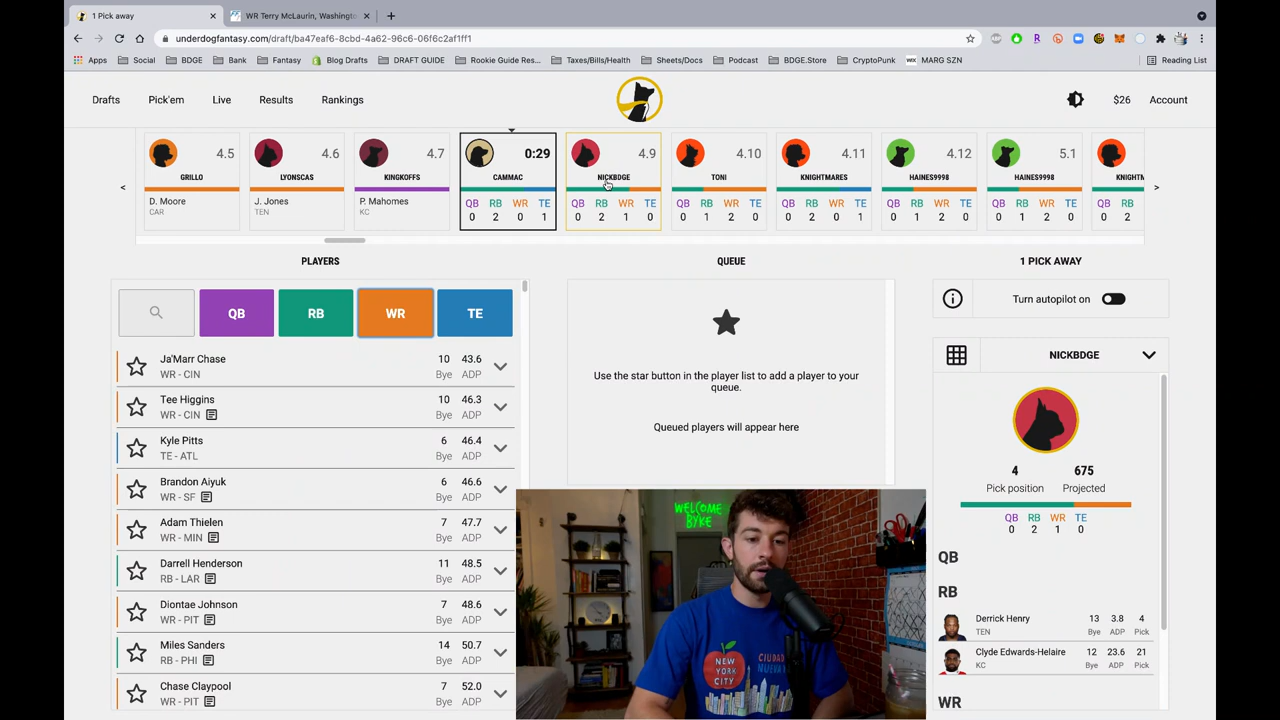 1 Pick away
WR Terry McLaurin, Washingto
underdogfantasy.com/draft/ba47eaf6-8cbd-4a62-96c6-06f6c2af1ff1
Apps Social BDGE Bank Fantasy Blog Drafts DRAFT GUIDE Rookie Guide Res... Taxes/Bills/Health Sheets/Docs Podcast BDGE.Store CryptoPunk WIX MARG SZN Reading List
Drafts Pick'em Live Results Rankings $26 Account
4.5 4.6 4.7 0:29 4.9 4.10 4.11 4.12 5.1
GRILLO LYONSCAS KINGKOFFS CAMMAC NICKBDGE TONI KNIGHTMARES HAINES9998 HAINES9998 KNIGHTM
D. Moore J. Jones P. Mahomes QB RB WR TE QB RB WR TE QB RB WR TE QB RB WR TE QB RB WR TE QB RB WR TE QB RB
CAR TEN KC 0 2 0 1 0 2 1 0 0 1 2 0 0 2 0 1 0 1 2 0 0 1 2 0 0 2
< >
PLAYERS QUEUE 1 PICK AWAY
QB RB WR TE
Turn autopilot on
Ja'Marr Chase 10 43.6
WR - CIN Bye ADP
Tee Higgins 10 46.3
WR - CIN Bye ADP
Kyle Pitts 6 46.4
TE - ATL Bye ADP
Brandon Aiyuk 6 46.6
WR - SF Bye ADP
Adam Thielen 7 47.7
WR - MIN Bye ADP
Darrell Henderson 11 48.5
RB - LAR Bye ADP
Diontae Johnson 7 48.6
WR - PIT Bye ADP
Miles Sanders 14 50.7
RB - PHI Bye ADP
Chase Claypool 7 52.0
WR - PIT Bye ADP
Use the star button in the player list to add a player to your
queue.
Queued players will appear here
NICKBDGE
4 675
Pick position Projected
QB RB WR TE
0 2 1 0
QB
RB
Derrick Henry 13 3.8 4
TEN Bye ADP Pick
Clyde Edwards-Helaire 12 23.6 21
KC Bye ADP Pick
WR
WELCOME
BYKE
NEW
YORK
CITY
CIUDAD